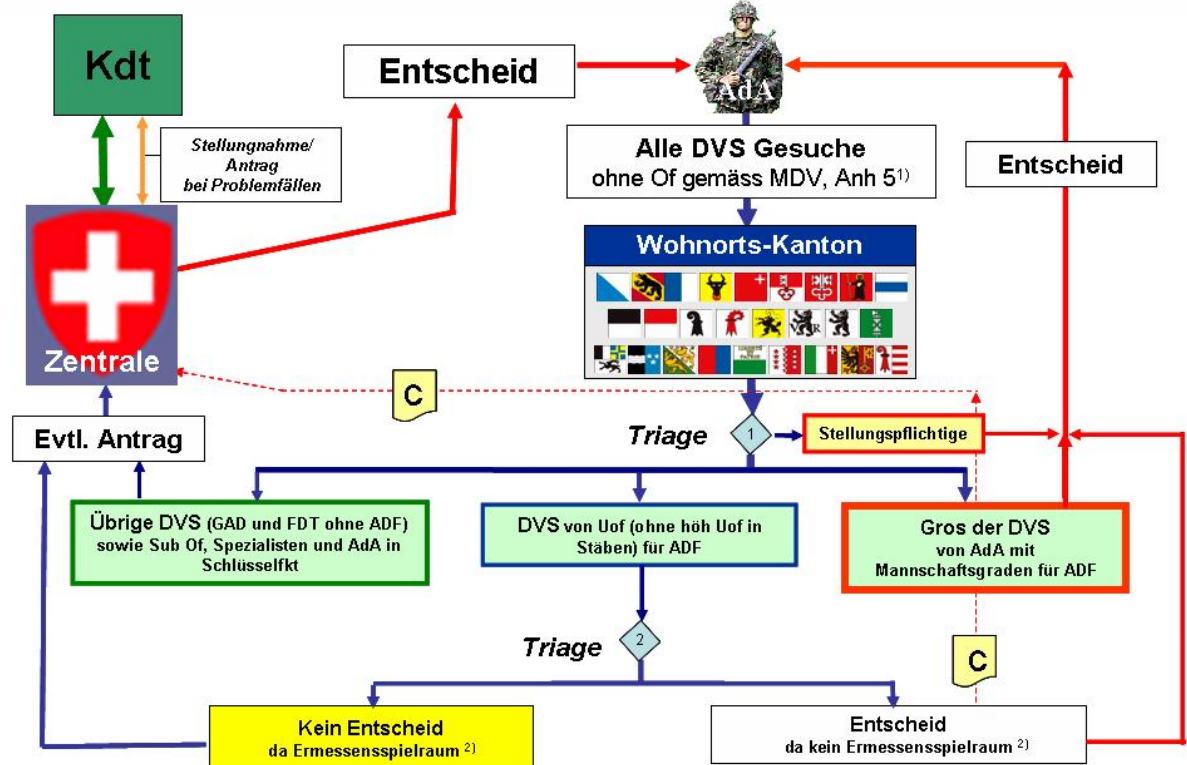 Kdt
Entscheid
AdA
Stellungnahme/
Antrag
bei Problemfällen
Alle DVS Gesuche
ohne Of gemäss MDV, Anh 5¹⁾
Entscheid
Wohnorts-Kanton
Zentrale
C
Evtl. Antrag
Triage
1
Stellungspflichtige
Übrige DVS (GAD und FDT ohne ADF)
sowie Sub Of, Spezialisten und AdA in
Schlüsselfkt
DVS von Uof (ohne höh Uof in
Stäben) für ADF
Gros der DVS
von AdA mit
Mannschaftsgraden für ADF
Triage
2
C
Kein Entscheid
da Ermessensspielraum ²⁾
Entscheid
da kein Ermessensspielraum ²⁾